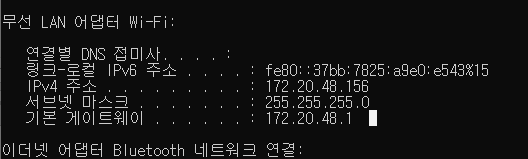 무선 LAN 어댑터 Wi-Fi:
연결별 DNS 접미사. . . . :
링크-로컬 IPv6 주소 . . . . : fe80::37bb:7825:a9e0:e543%15
IPv4 주소 . . . . . . . . . : 172.20.48.156
서브넷 마스크 . . . . . . . : 255.255.255.0
기본 게이트웨이 . . . . . . : 172.20.48.1
이더넷 어댑터 Bluetooth 네트워크 연결: